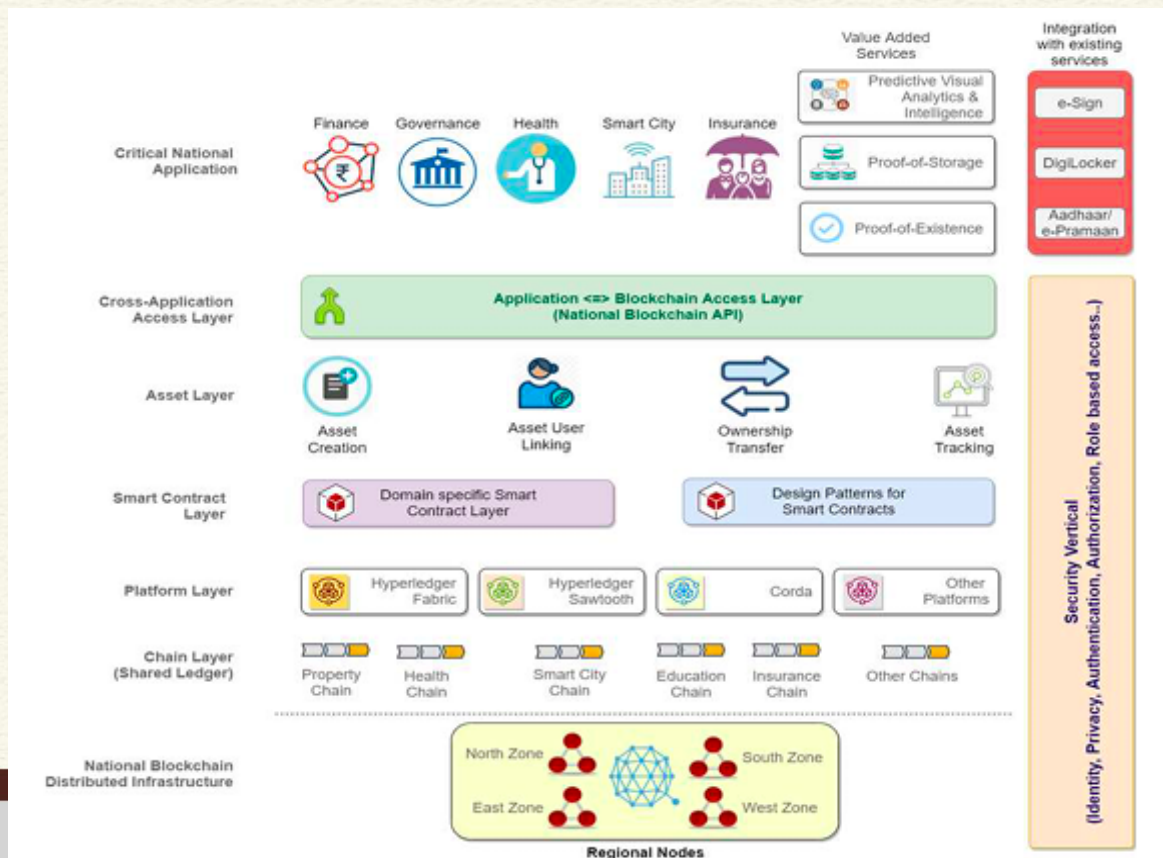 Value Added
Services
Integration
with existing
services
Critical National
Application
Finance
Governance
Health
Smart City
Insurance
Predictive Visual
Analytics &
Intelligence
Proof-of-Storage
Proof-of-Existence
e-Sign
DigiLocker
Aadhaar/
e-Pramaan
Cross-Application
Access Layer
Application <=> Blockchain Access Layer
(National Blockchain API)
Asset Layer
Asset
Creation
Asset User
Linking
Ownership
Transfer
Asset
Tracking
Smart Contract
Layer
Domain specific Smart
Contract Layer
Design Patterns for
Smart Contracts
Platform Layer
Hyperledger
Fabric
Hyperledger
Sawtooth
Corda
Other
Platforms
Chain Layer
(Shared Ledger)
Property
Chain
Health
Chain
Smart City
Chain
Education
Chain
Insurance
Chain
Other Chains
National Blockchain
Distributed Infrastructure
North Zone
South Zone
East Zone
West Zone
Regional Nodes
Security Vertical
(Identity, Privacy, Authentication, Authorization, Role based access..)
₹